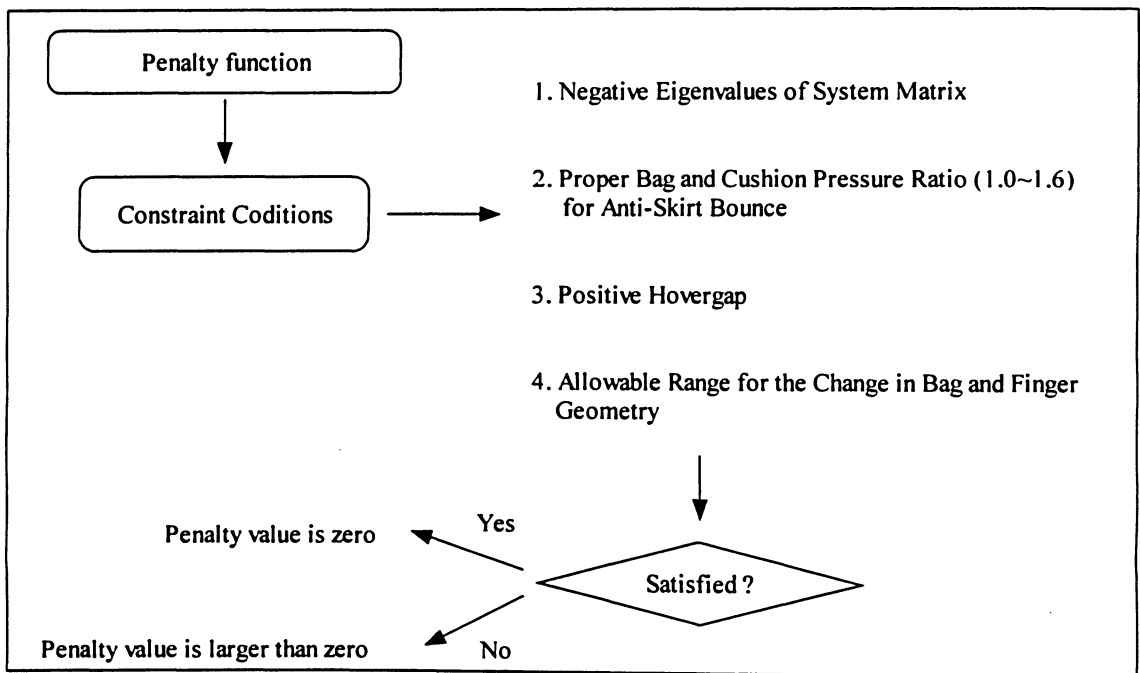 Penalty function
1. Negative Eigenvalues of System Matrix
2. Proper Bag and Cushion Pressure Ratio (1.0~1.6)
for Anti-Skirt Bounce
Constraint Coditions
3. Positive Hovergap
4. Allowable Range for the Change in Bag and Finger
Geometry
Yes
Penalty value is zero
Satisfied ?
Penalty value is larger than zero
No